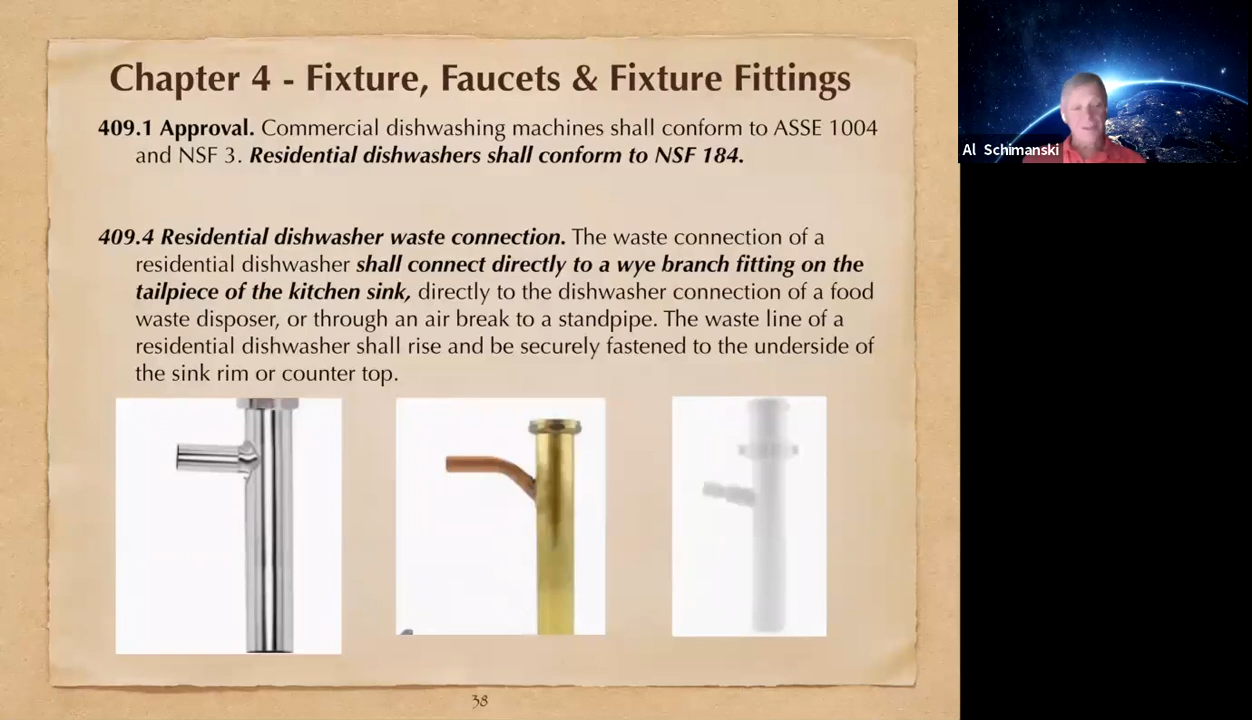 Chapter 4 - Fixture, Faucets & Fixture Fittings
409.1 Approval. Commercial dishwashing machines shall conform to ASSE 1004
and NSF 3. Residential dishwashers shall conform to NSF 184.
409.4 Residential dishwasher waste connection. The waste connection of a
residential dishwasher shall connect directly to a wye branch fitting on the
tailpiece of the kitchen sink, directly to the dishwasher connection of a food
waste disposer, or through an air break to a standpipe. The waste line of a
residential dishwasher shall rise and be securely fastened to the underside of
the sink rim or counter top.
38
Al Schimanski